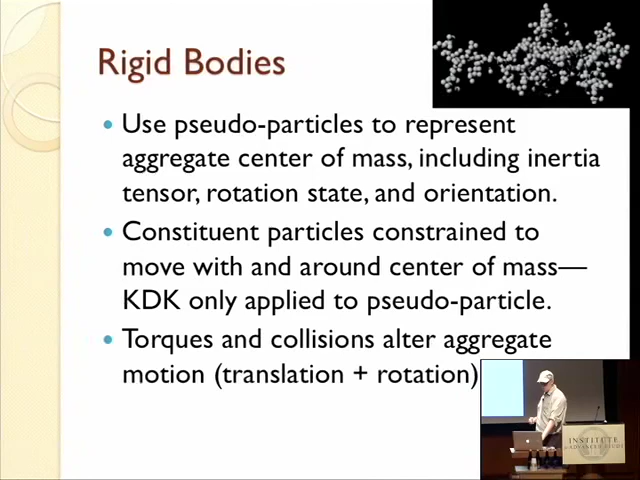 Rigid Bodies
• Use pseudo-particles to represent
aggregate center of mass, including inertia
tensor, rotation state, and orientation.
• Constituent particles constrained to
move with and around center of mass—
KDK only applied to pseudo-particle.
• Torques and collisions alter aggregate
motion (translation + rotation)
INSTITUTE
ADVANCED STUDY